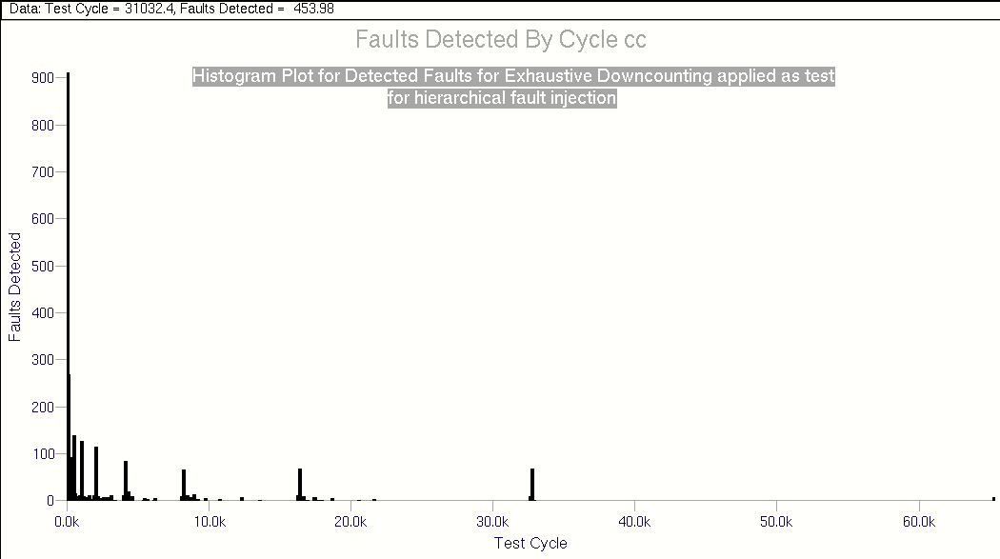 Data: Test Cycle = 31032.4, Faults Detected = 453.98
Faults Detected By Cycle cc
Histogram Plot for Detected Faults for Exhaustive Downcounting applied as test
for hierarchical fault injection
900
800
700
600
500
400
300
200
100
0
Faults Detected
0.0k 10.0k 20.0k 30.0k 40.0k 50.0k 60.0k
Test Cycle